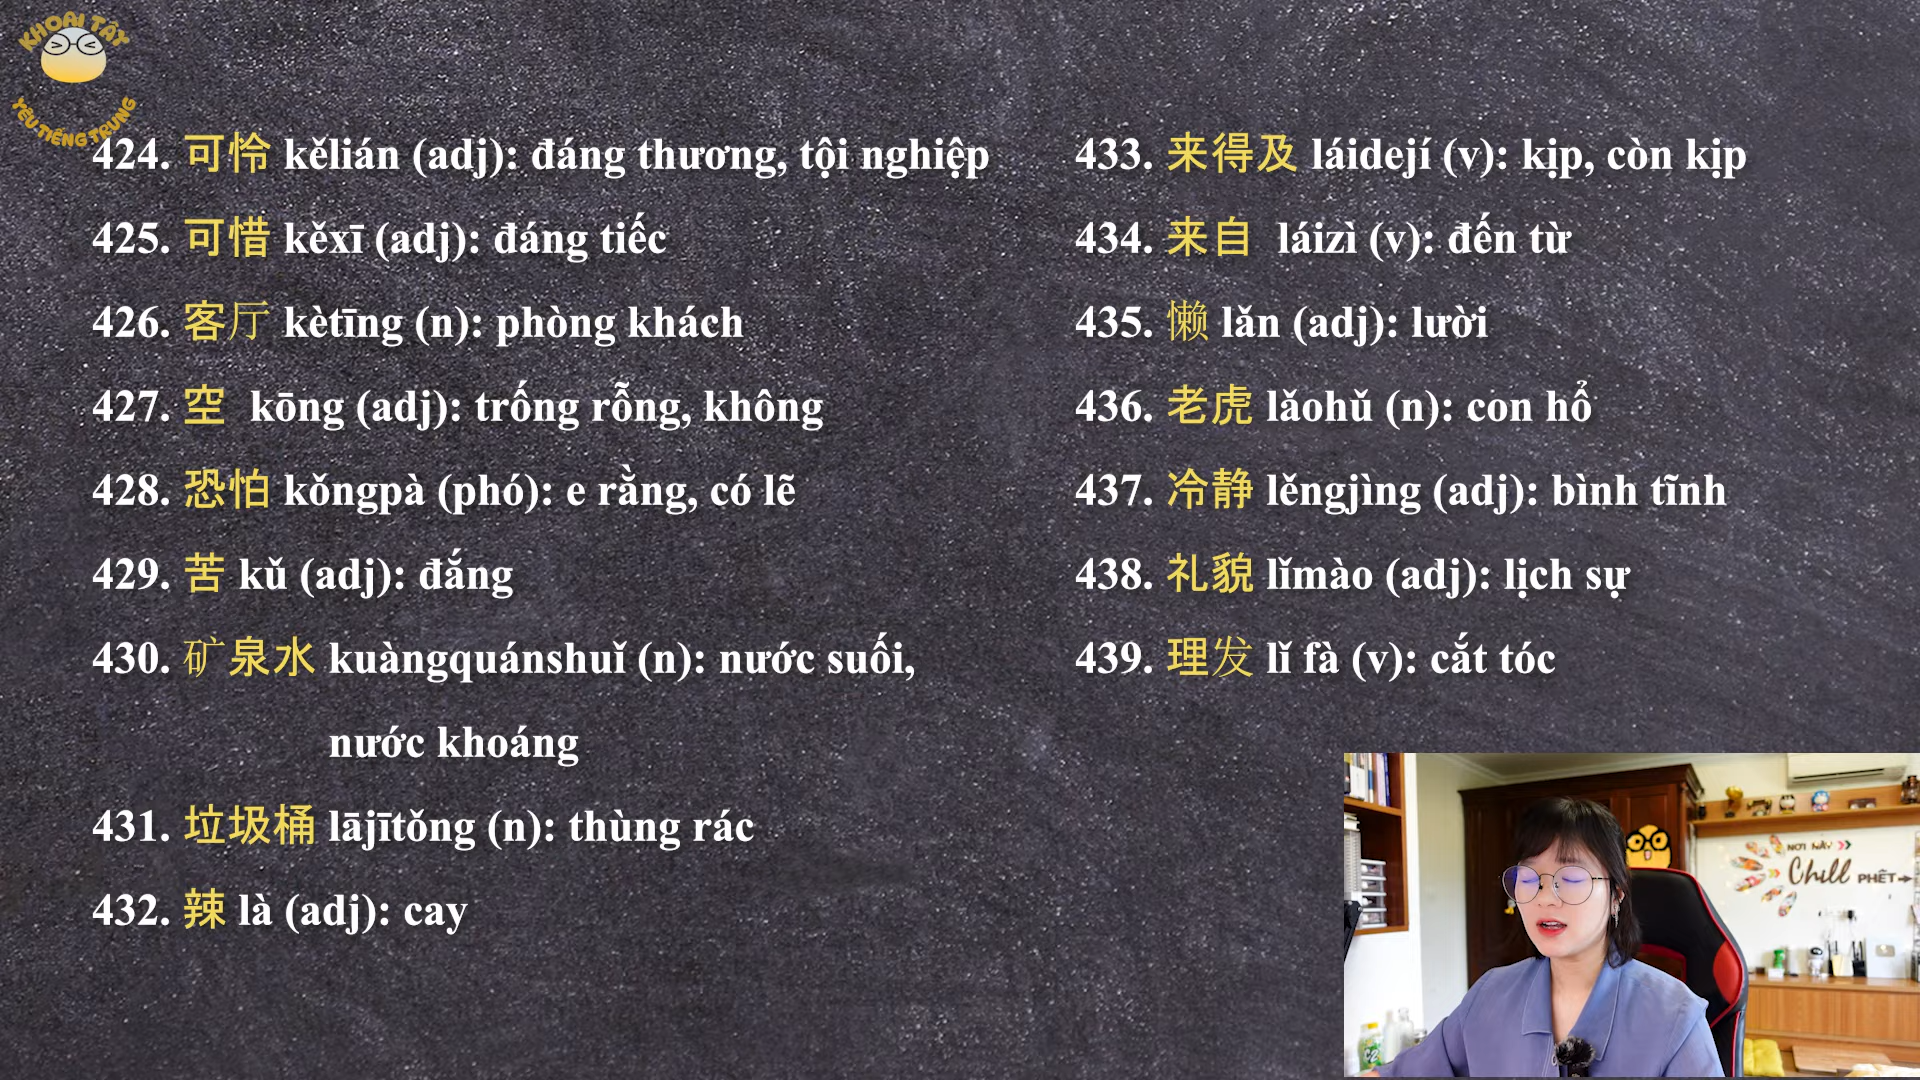 KHOAI TÂY
YÊU TIẾNG TRUNG
424. 可怜 kělián (adj): đáng thương, tội nghiệp
425. 可惜 kěxī (adj): đáng tiếc
426. 客厅 kètīng (n): phòng khách
427. 空 kōng (adj): trống rỗng, không
428. 恐怕 kǒngpà (phó): e rằng, có lẽ
429. 苦 kǔ (adj): đắng
430. 矿泉水 kuàngquánshuǐ (n): nước suối,
nước khoáng
431. 垃圾桶 lājītǒng (n): thùng rác
432. 辣 là (adj): cay
433. 来得及 láidejí (v): kịp, còn kịp
434. 来自 láizì (v): đến từ
435. 懒 lǎn (adj): lười
436. 老虎 lǎohǔ (n): con hổ
437. 冷静 lěngjìng (adj): bình tĩnh
438. 礼貌 lǐmào (adj): lịch sự
439. 理发 lǐ fà (v): cắt tóc
NƠI NÀY
Chill PHẾT
C2